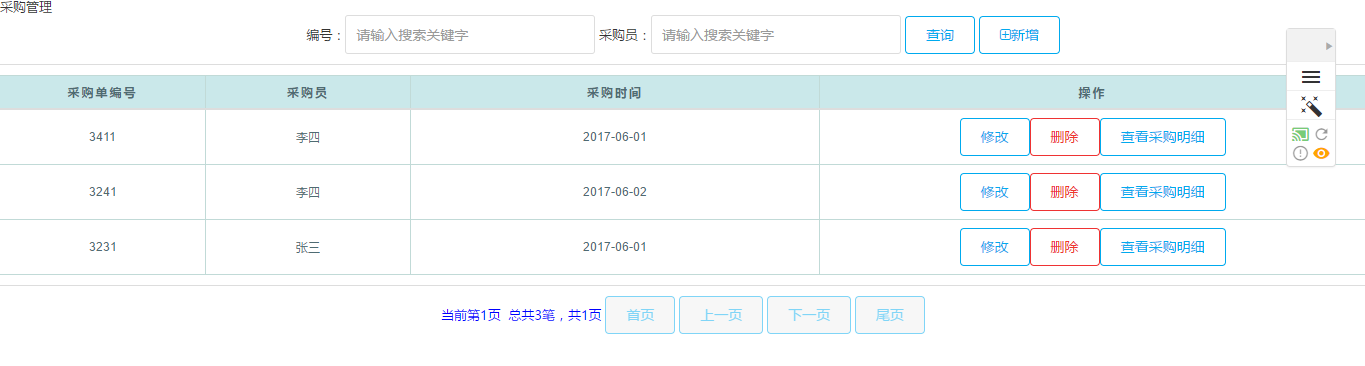 采购管理
编号： 请输入搜索关键字 采购员： 请输入搜索关键字 查询 新增
采购单编号 采购员 采购时间 操作
3411 李四 2017-06-01 修改 删除 查看采购明细
3241 李四 2017-06-02 修改 删除 查看采购明细
3231 张三 2017-06-01 修改 删除 查看采购明细
当前第1页 总共3笔，共1页 首页 上一页 下一页 尾页